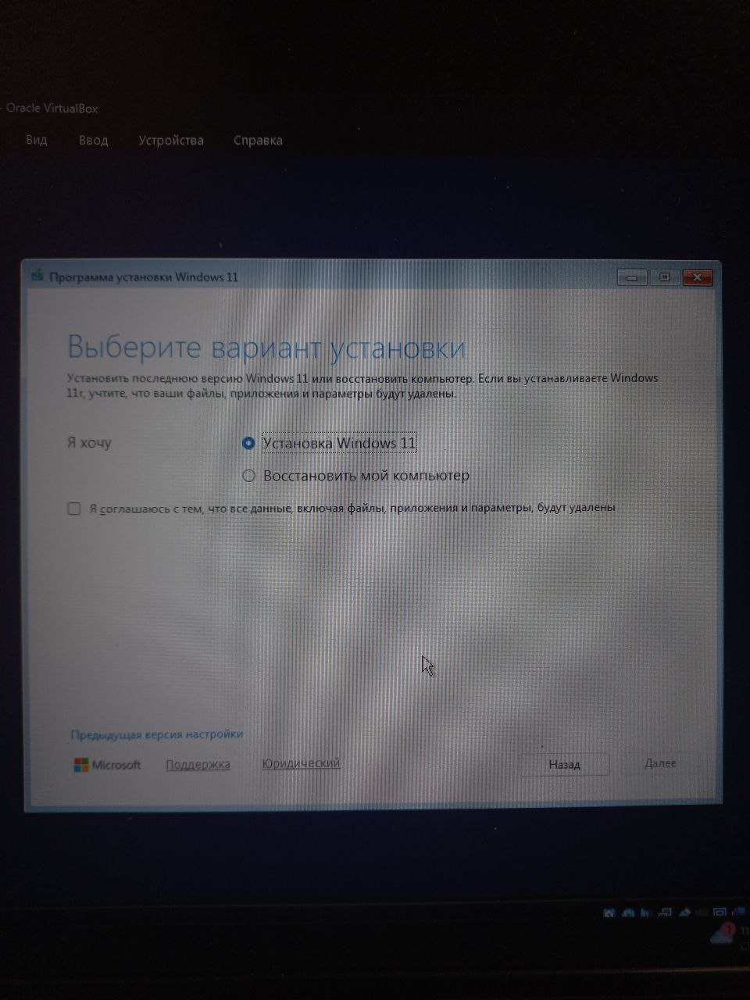 - Oracle VirtualBox
Вид Ввод Устройства Справка
Программа установки Windows 11
Выберите вариант установки
Установить последнюю версию Windows 11 или восстановить компьютер. Если вы устанавливаете Windows
11г, учтите, что ваши файлы, приложения и параметры будут удалены.
Я хочу
Установка Windows 11
Восстановить мой компьютер
Я соглашаюсь с тем, что все данные, включая файлы, приложения и параметры, будут удалены
Предыдущая версия настройки
Microsoft Поддержка Юридический Назад Далее
1